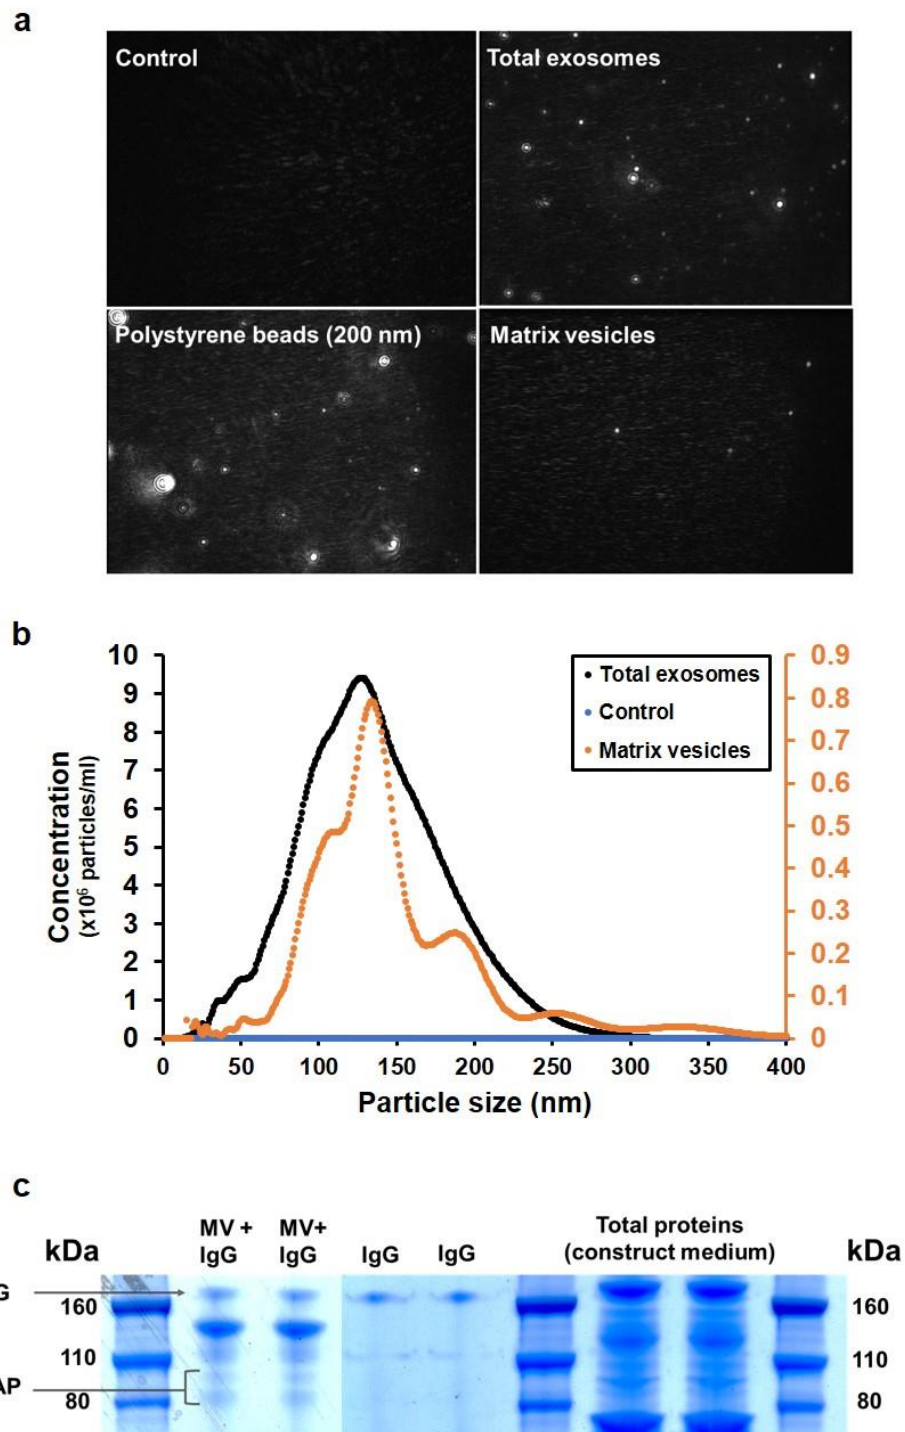 a
Control
Total exosomes
Polystyrene beads (200 nm)
Matrix vesicles
b
10
9
8
7
6
5
4
3
2
1
0
Concentration
(x10⁶ particles/ml)
Total exosomes
Control
Matrix vesicles
0.9
0.8
0.7
0.6
0.5
0.4
0.3
0.2
0.1
0
0 50 100 150 200 250 300 350 400
Particle size (nm)
c
kDa
MV + IgG
MV+ IgG
IgG
IgG
Total proteins
(construct medium)
kDa
G
160
110
AP
80
160
110
80